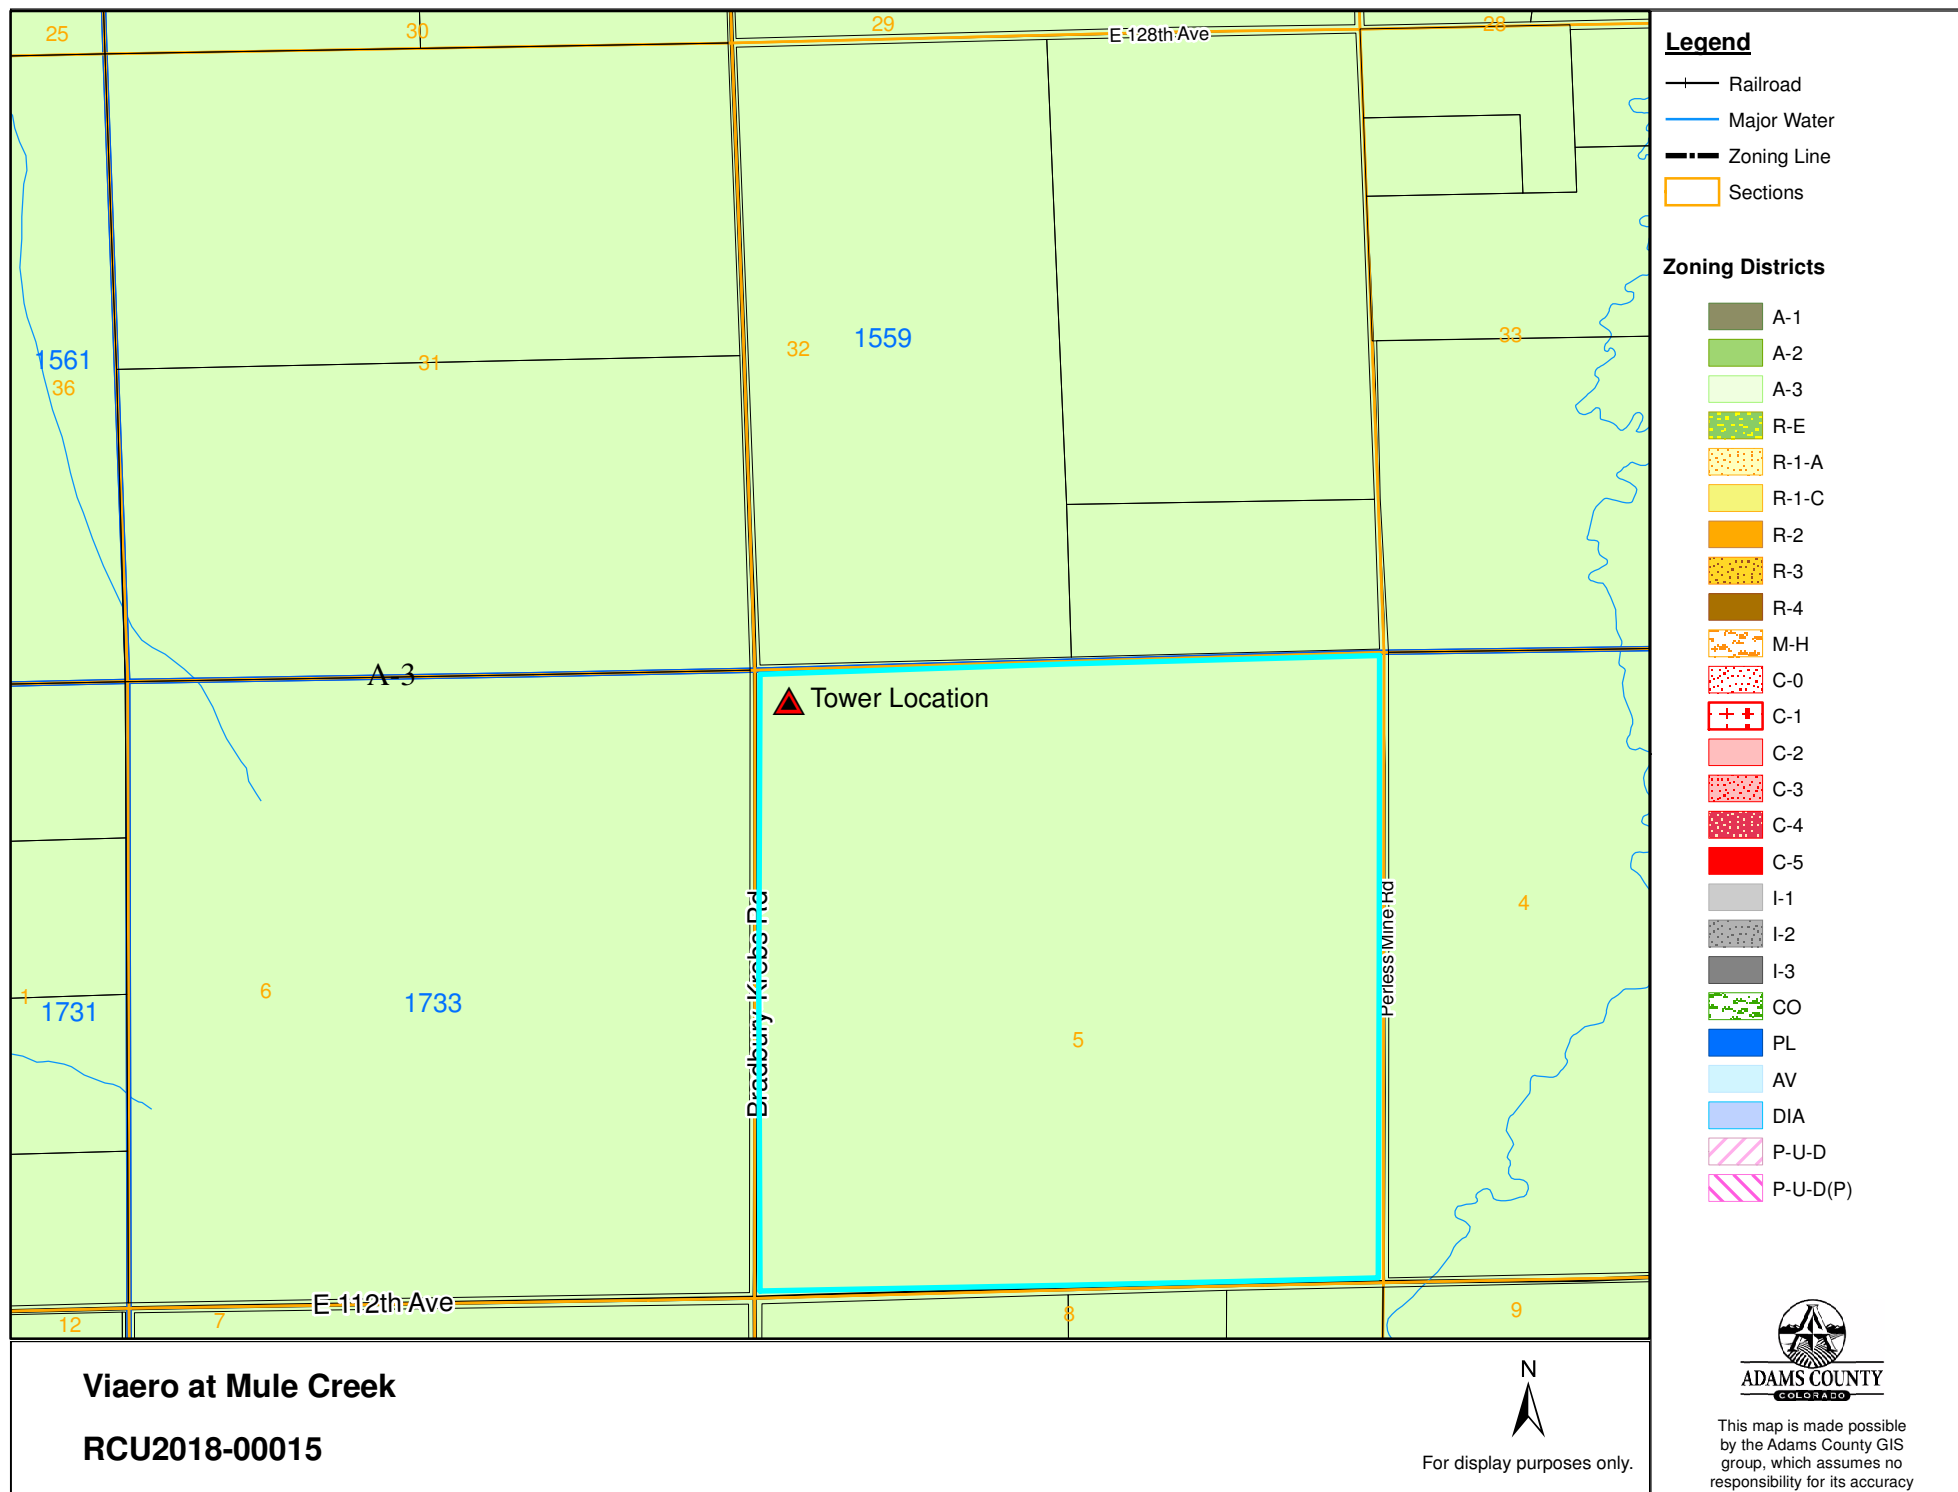 25
30
29
E 128th Ave
28
1561
36
31
32
1559
33
A-3
Tower Location
Bradbury Krebs Rd
Perless Mine Rd
4
1
1731
6
1733
5
E 112th Ave
12
7
8
9
Legend
Railroad
Major Water
Zoning Line
Sections
Zoning Districts
A-1
A-2
A-3
R-E
R-1-A
R-1-C
R-2
R-3
R-4
M-H
C-0
C-1
C-2
C-3
C-4
C-5
I-1
I-2
I-3
CO
PL
AV
DIA
P-U-D
P-U-D(P)
Viaero at Mule Creek
RCU2018-00015
N
For display purposes only.
ADAMS COUNTY
COLORADO
This map is made possible
by the Adams County GIS
group, which assumes no
responsibility for its accuracy